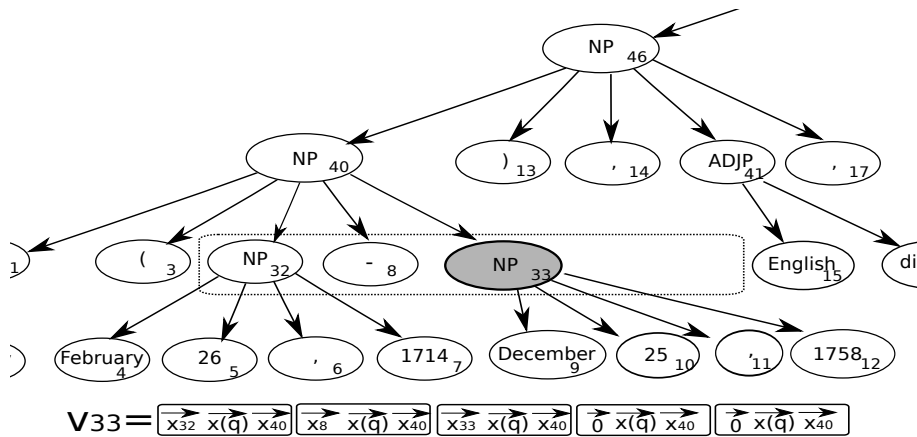 NP 46
NP 40
) 13
, 14
ADJP 41
, 17
1
( 3
NP 32
- 8
NP 33
English 15
di
February 4
26 5
, 6
1714 7
December 9
25 10
, 11
1758 12
V33= x32 x(q) x40 x8 x(q) x40 x33 x(q) x40 0 x(q) x40 0 x(q) x40